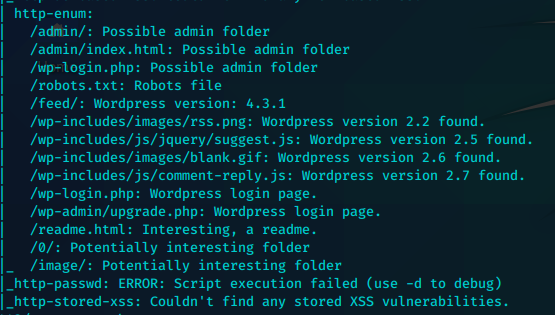 | http-enum:
|   /admin/: Possible admin folder
|   /admin/index.html: Possible admin folder
|   /wp-login.php: Possible admin folder
|   /robots.txt: Robots file
|   /feed/: Wordpress version: 4.3.1
|   /wp-includes/images/rss.png: Wordpress version 2.2 found.
|   /wp-includes/js/jquery/suggest.js: Wordpress version 2.5 found.
|   /wp-includes/images/blank.gif: Wordpress version 2.6 found.
|   /wp-includes/js/comment-reply.js: Wordpress version 2.7 found.
|   /wp-login.php: Wordpress login page.
|   /wp-admin/upgrade.php: Wordpress login page.
|   /readme.html: Interesting, a readme.
|   /0/: Potentially interesting folder
|_  /image/: Potentially interesting folder
|_http-passwd: ERROR: Script execution failed (use -d to debug)
|_http-stored-xss: Couldn't find any stored XSS vulnerabilities.